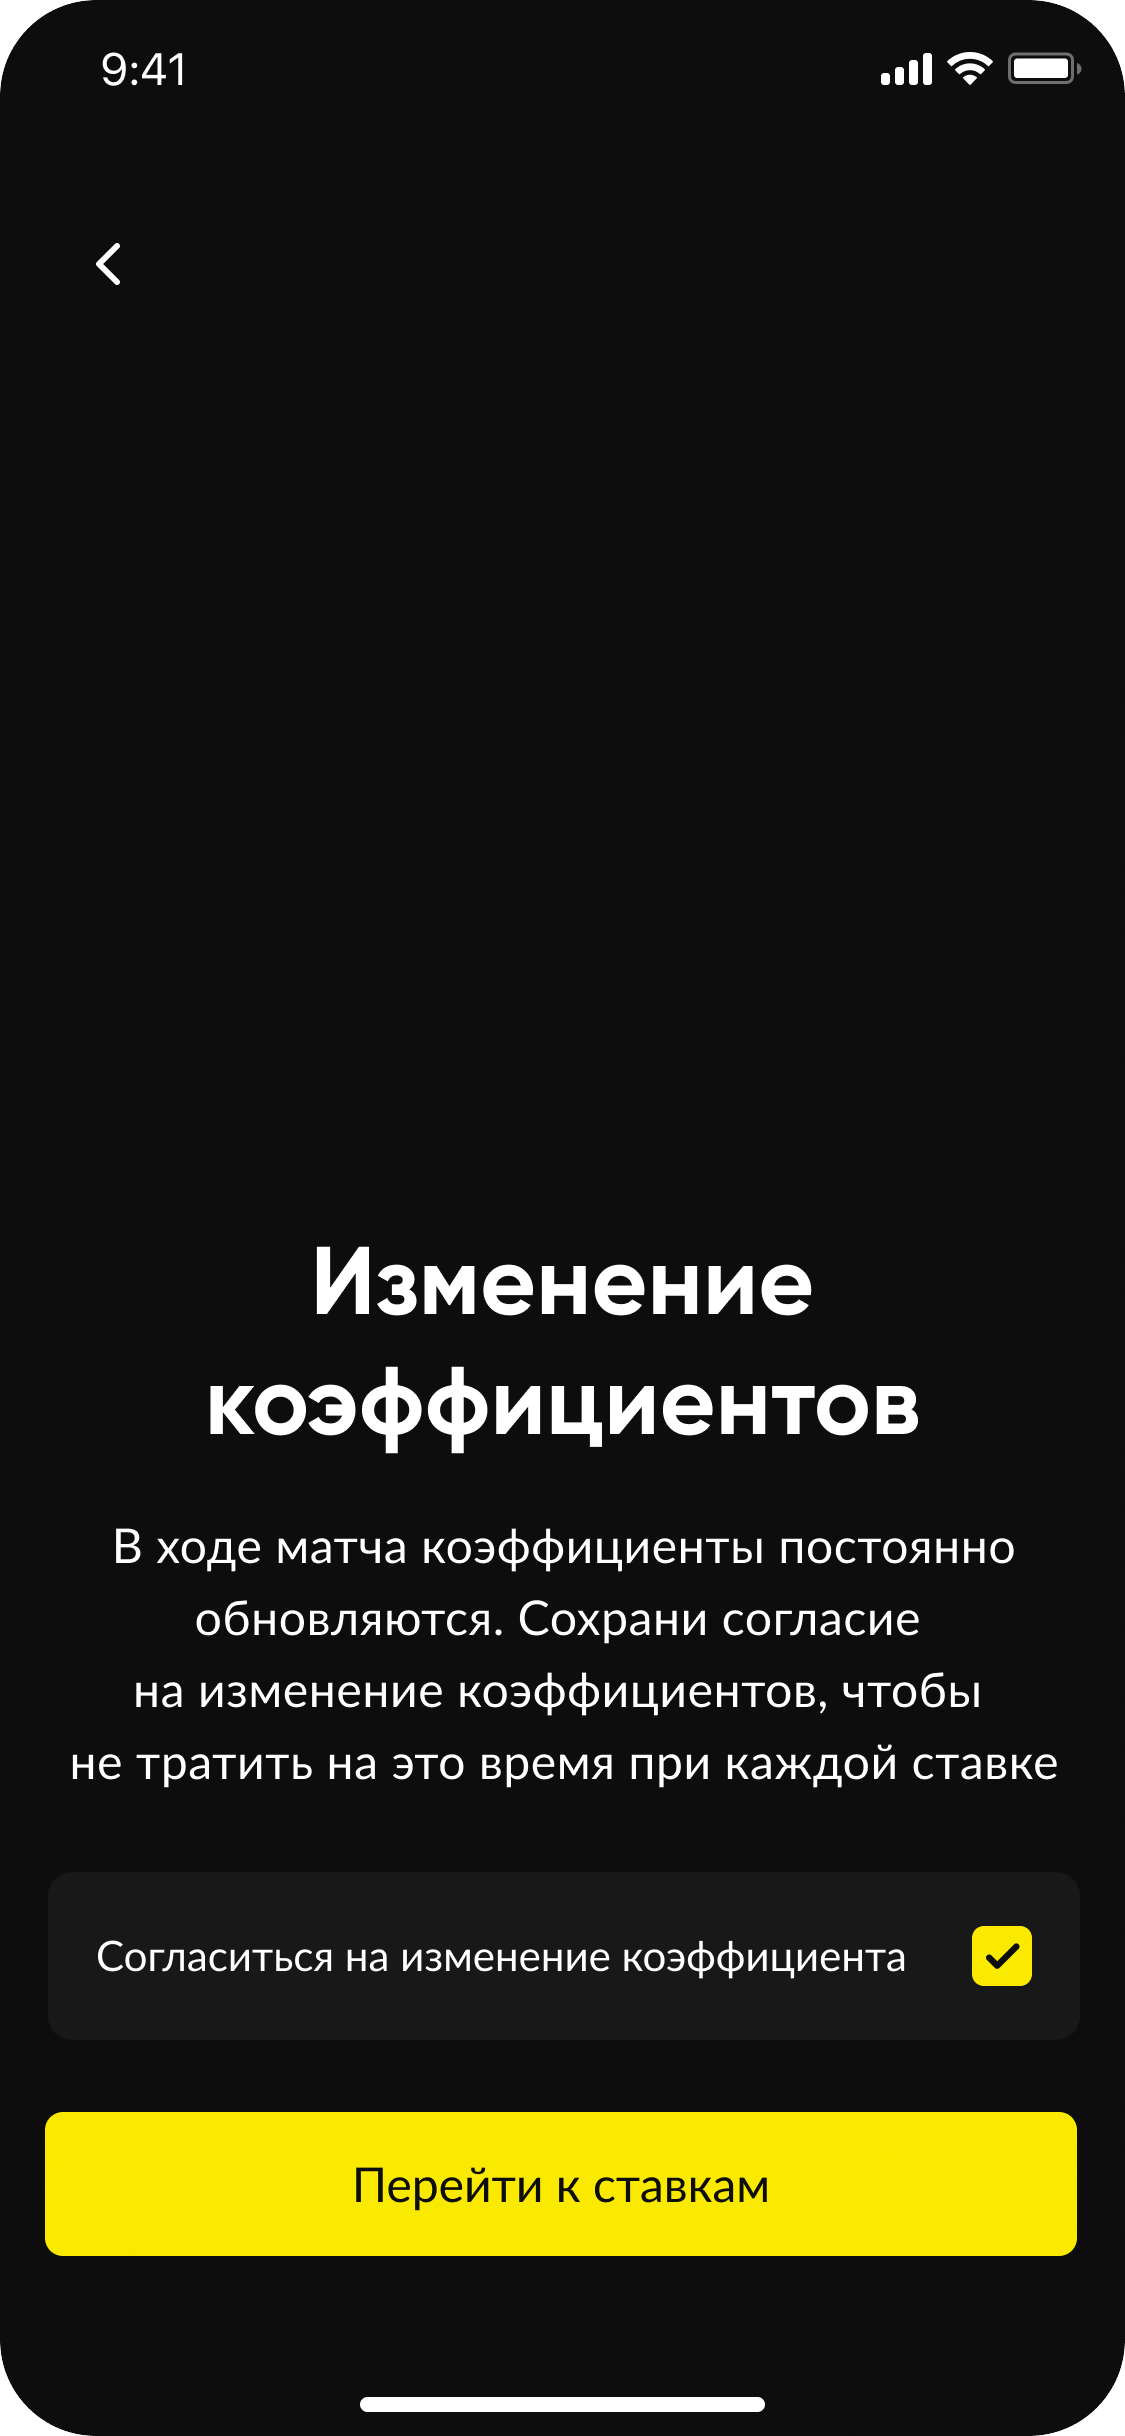 9:41
Изменение
коэффициентов
В ходе матча коэффициенты постоянно
обновляются. Сохрани согласие
на изменение коэффициентов, чтобы
не тратить на это время при каждой ставке
Согласиться на изменение коэффициента
Перейти к ставкам